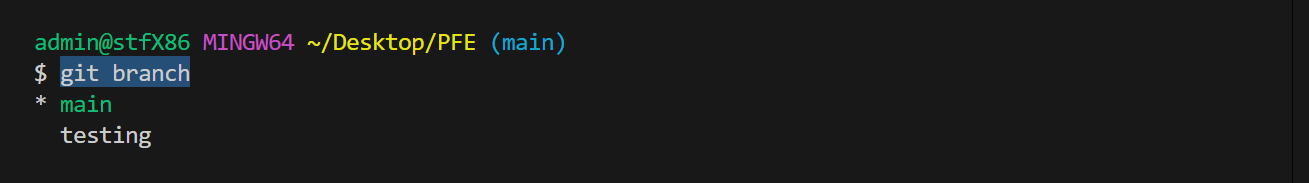 admin@stfX86 MINGW64 ~/Desktop/PFE (main)
$ git branch
* main
  testing